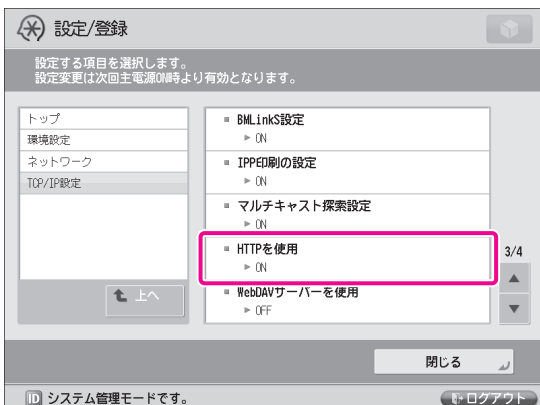 設定/登録
設定する項目を選択します。
設定変更は次回主電源ON時より有効となります。
トップ
環境設定
ネットワーク
TCP/IP設定
上へ
BMLinkS設定
► ON
IPP印刷の設定
► ON
マルチキャスト探索設定
► ON
HTTPを使用
► ON
WebDAVサーバーを使用
► OFF
3/4
閉じる
ID システム管理モードです。
ログアウト